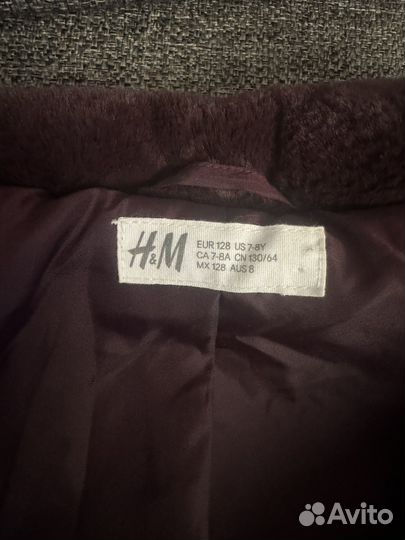 H&M
EUR 128 US 7-8Y
CA 7-8A CN 130/64
MX 128 AUS 8
Avito